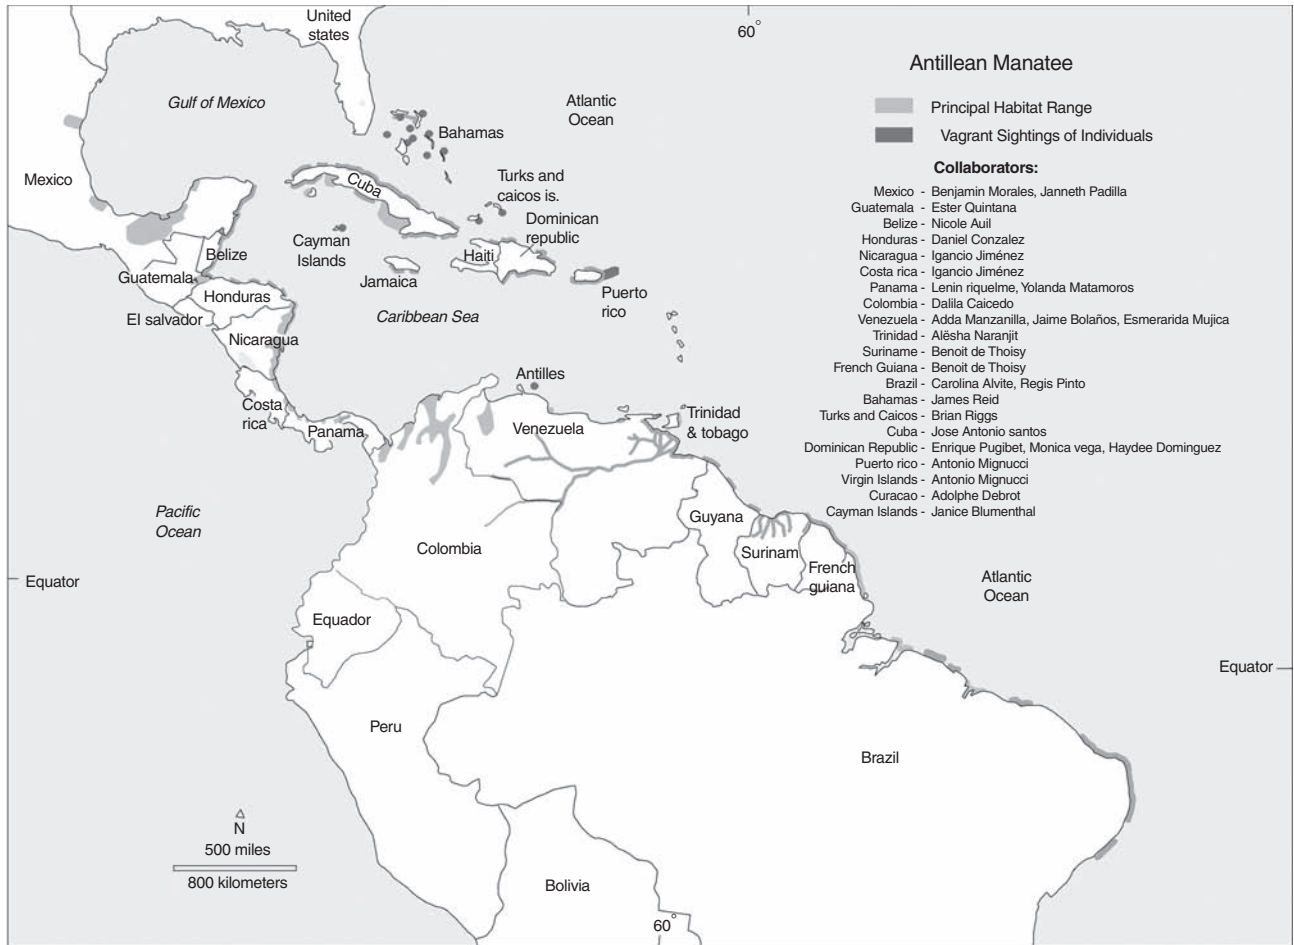 United
states
60°
Gulf of Mexico
Atlantic
Ocean
Bahamas
Mexico
Cuba
Turks and
caicos is.
Dominican
republic
Cayman
Islands
Haiti
Jamaica
Belize
Guatemala
Honduras
El salvador
Nicaragua
Caribbean Sea
Puerto
rico
Antilles
Costa
rica
Panama
Venezuela
Trinidad
& tobago
Pacific
Ocean
Colombia
Guyana
Surinam
French
guiana
Equator
Equador
Atlantic
Ocean
Equator
Peru
Brazil
Bolivia
N
500 miles
800 kilometers
60°
Antillean Manatee
Principal Habitat Range
Vagrant Sightings of Individuals
Collaborators:
Mexico - Benjamin Morales, Janneth Padilla
Guatemala - Ester Quintana
Belize - Nicole Auil
Honduras - Daniel Conzalez
Nicaragua - Igancio Jiménez
Costa rica - Igancio Jiménez
Panama - Lenin riquelme, Yolanda Matamoros
Colombia - Dalila Caicedo
Venezuela - Adda Manzanilla, Jaime Bolaños, Esmerarida Mujica
Trinidad - Alësha Naranjit
Suriname - Benoit de Thoisy
French Guiana - Benoit de Thoisy
Brazil - Carolina Alvite, Regis Pinto
Bahamas - James Reid
Turks and Caicos - Brian Riggs
Cuba - Jose Antonio santos
Dominican Republic - Enrique Pugibet, Monica vega, Haydee Dominguez
Puerto rico - Antonio Mignucci
Virgin Islands - Antonio Mignucci
Curacao - Adolphe Debrot
Cayman Islands - Janice Blumenthal